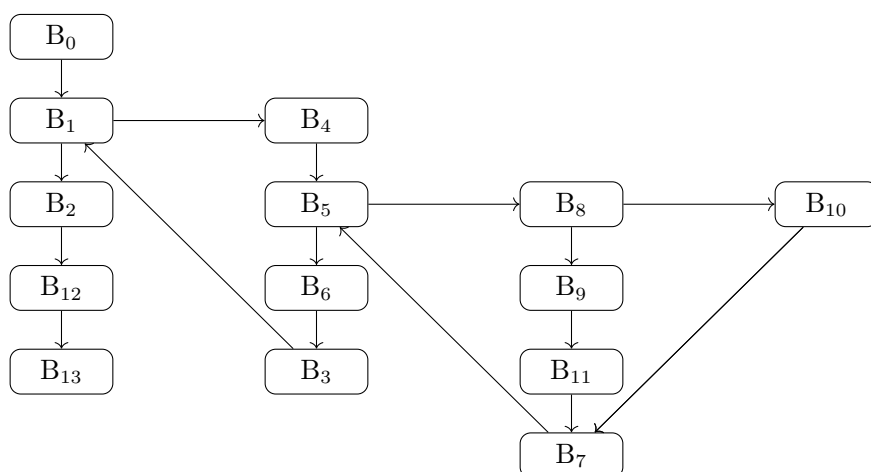 B₀
B₁ B₄
B₂ B₅ B₈ B₁₀
B₁₂ B₆ B₉
B₁₃ B₃ B₁₁
B₇